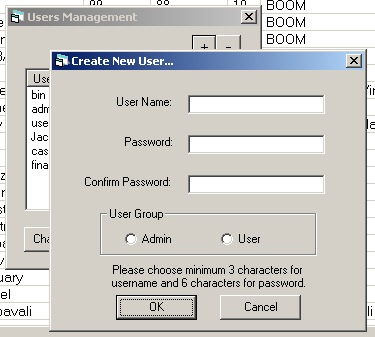 99 88 10 BOOM
BOOM
Users Management
BOOM
+ -
BOOM
Create New User...
User Name:
Password:
Confirm Password:
User Group
Admin
User
Please choose minimum 3 characters for
username and 6 characters for password.
OK
Cancel
Use
bin
adm
use
Jac
cas
fina
Cha
uary
el
avali